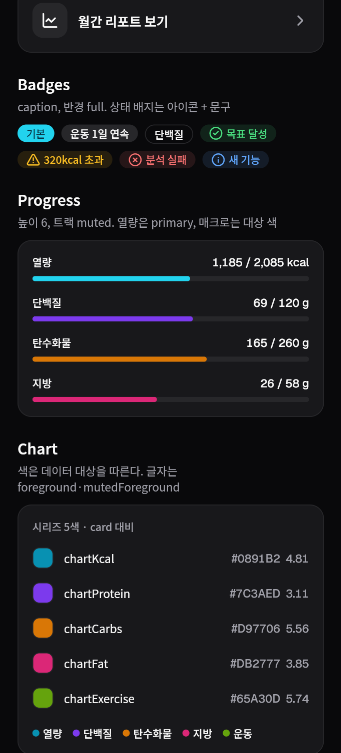 월간 리포트 보기
Badges
caption, 반경 full. 상태 배지는 아이콘 + 문구
기본 운동 1일 연속 단백질 목표 달성
320kcal 초과 분석 실패 새 기능
Progress
높이 6, 트랙 muted. 열량은 primary, 매크로는 대상 색
열량 1,185 / 2,085 kcal
단백질 69 / 120 g
탄수화물 165 / 260 g
지방 26 / 58 g
Chart
색은 데이터 대상을 따른다. 글자는
foreground·mutedForeground
시리즈 5색 · card 대비
chartKcal #0891B2 4.81
chartProtein #7C3AED 3.11
chartCarbs #D97706 5.56
chartFat #DB2777 3.85
chartExercise #65A30D 5.74
열량 단백질 탄수화물 지방 운동